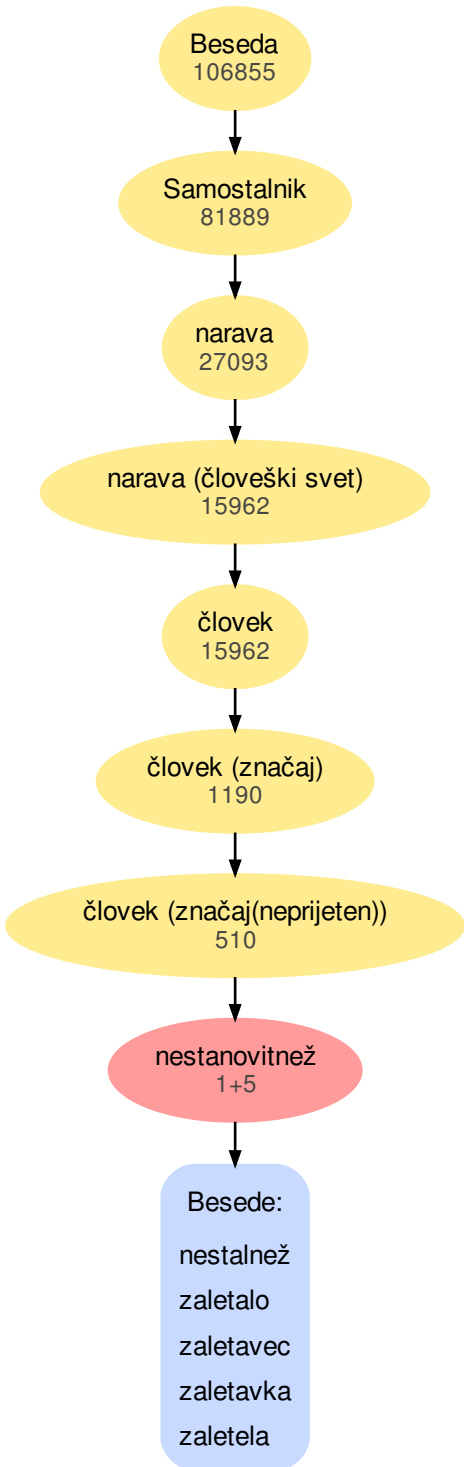 Beseda
106855
Samostalnik
81889
narava
27093
narava (človeški svet)
15962
človek
15962
človek (značaj)
1190
človek (značaj(neprijeten))
510
nestanovitnež
1+5
Besede:
nestalnež
zaletalo
zaletavec
zaletavka
zaletela